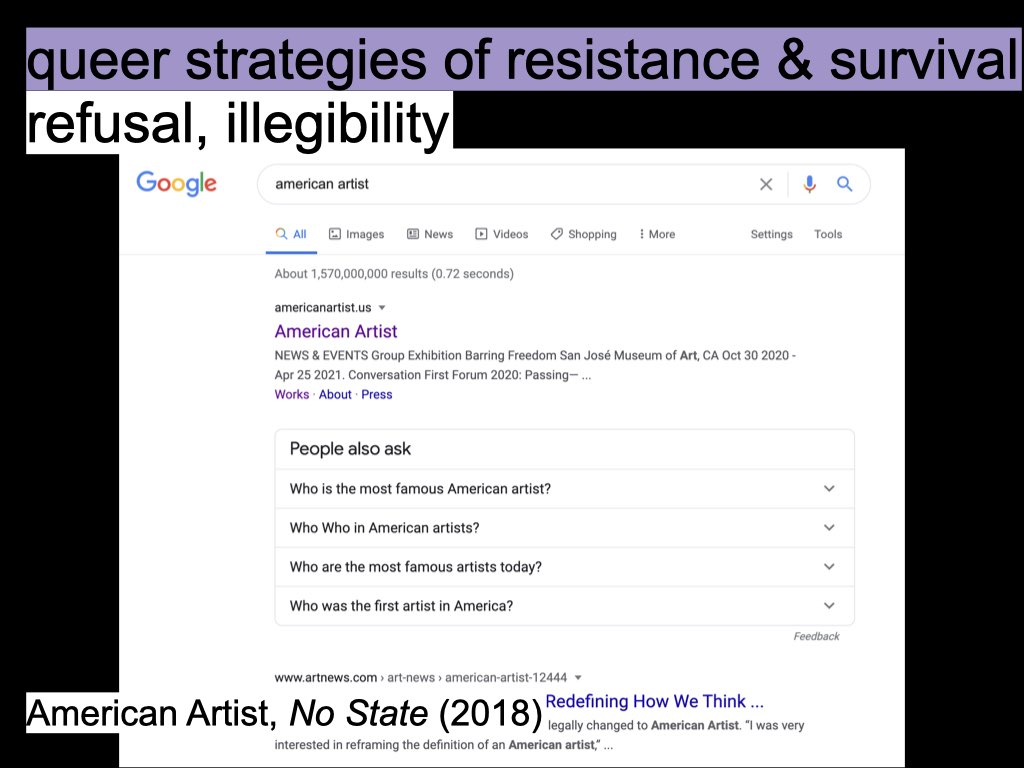 queer strategies of resistance & survival
refusal, illegibility
Google
american artist
All Images News Videos Shopping More Settings Tools
About 1,570,000,000 results (0.72 seconds)
americanartist.us
American Artist
NEWS & EVENTS Group Exhibition Barring Freedom San José Museum of Art, CA Oct 30 2020 -
Apr 25 2021. Conversation First Forum 2020: Passing— ...
Works · About · Press
People also ask
Who is the most famous American artist?
Who Who in American artists?
Who are the most famous artists today?
Who was the first artist in America?
Feedback
www.artnews.com › art-news › american-artist-12444
Redefining How We Think ...
American Artist, No State (2018)
legally changed to American Artist. "I was very
interested in reframing the definition of an American artist," ...